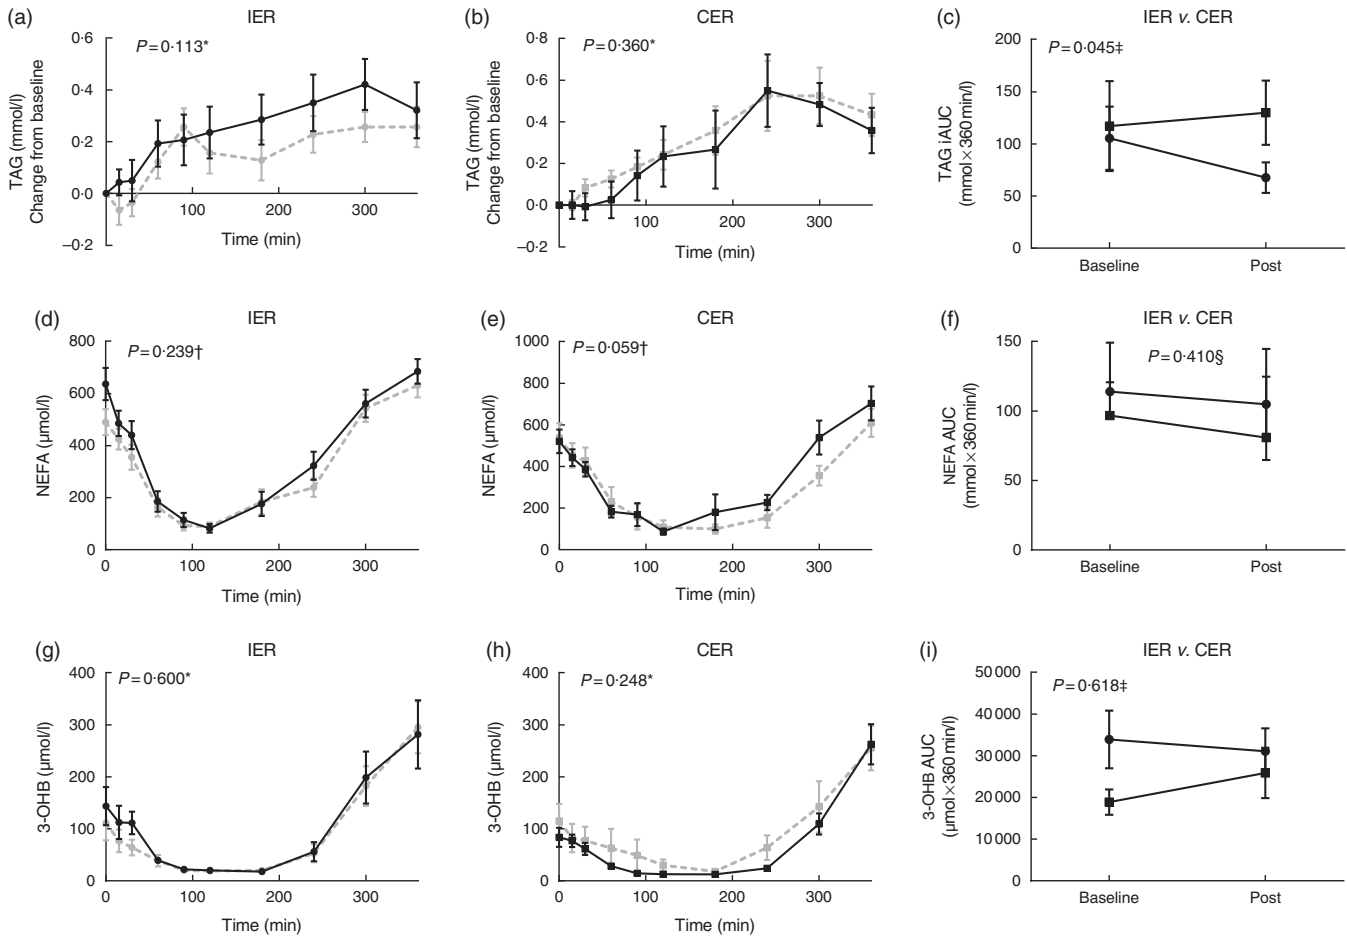 (a) IER
P=0·113*
TAG (mmol/l)
Change from baseline
0·6
0·4
0·2
0·0
–0·2
100 300
Time (min)
(b) CER
P=0·360*
TAG (mmol/l)
Change from baseline
0·8
0·6
0·4
0·2
0·0
–0·2
100 200 300
Time (min)
(c) IER v. CER
P=0·045‡
TAG iAUC
(mmol×360 min/l)
200
150
100
50
0
Baseline Post
(d) IER
P=0·239†
NEFA (μmol/l)
800
600
400
200
0
0 100 200 300
Time (min)
(e) CER
P=0·059†
NEFA (μmol/l)
1000
800
600
400
200
0
0 100 200 300
Time (min)
(f) IER v. CER
P=0·410§
NEFA AUC
(mmol×360 min/l)
150
100
50
0
Baseline Post
(g) IER
P=0·600*
3-OHB (μmol/l)
400
300
200
100
0
0 100 200 300
Time (min)
(h) CER
P=0·248*
3-OHB (μmol/l)
400
300
200
100
0
0 100 200 300
Time (min)
(i) IER v. CER
P=0·618‡
3-OHB AUC
(μmol×360 min/l)
50 000
40 000
30 000
20 000
10 000
0
Baseline Post